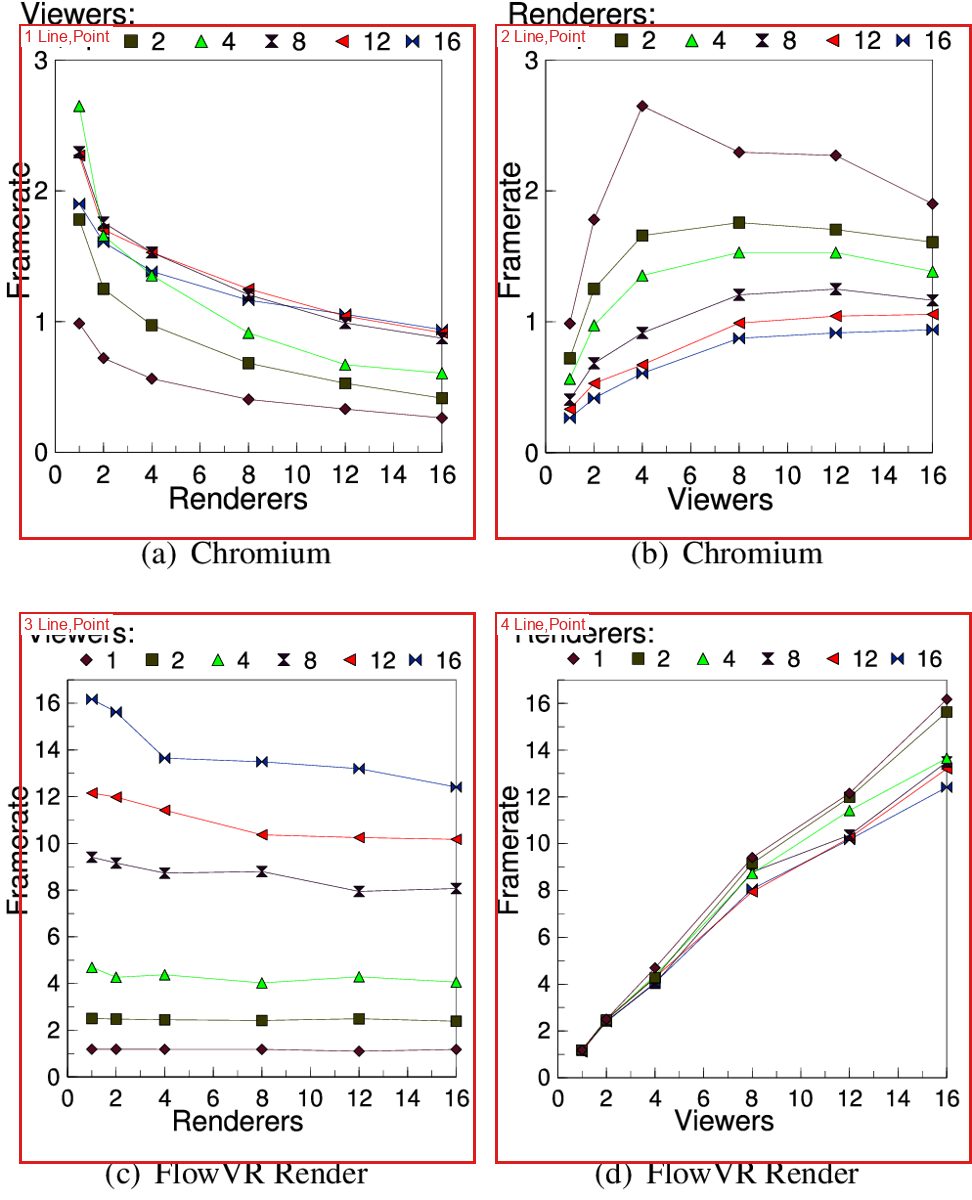 Viewers:
1 Line,Point
2 4 8 12 16
3
2
1
0
Framerate
0 2 4 6 8 10 12 14 16
Renderers
(a) Chromium
Renderers:
2 Line,Point
2 4 8 12 16
3
2
1
0
Framerate
0 2 4 6 8 10 12 14 16
Viewers
(b) Chromium
3 Line,Point
Viewers:
1 2 4 8 12 16
16
14
12
10
8
6
4
2
0
Framerate
0 2 4 6 8 10 12 14 16
Renderers
(c) FlowVR Render
4 Line,Point
Renderers:
1 2 4 8 12 16
16
14
12
10
8
6
4
2
0
Framerate
0 2 4 6 8 10 12 14 16
Viewers
(d) FlowVR Render